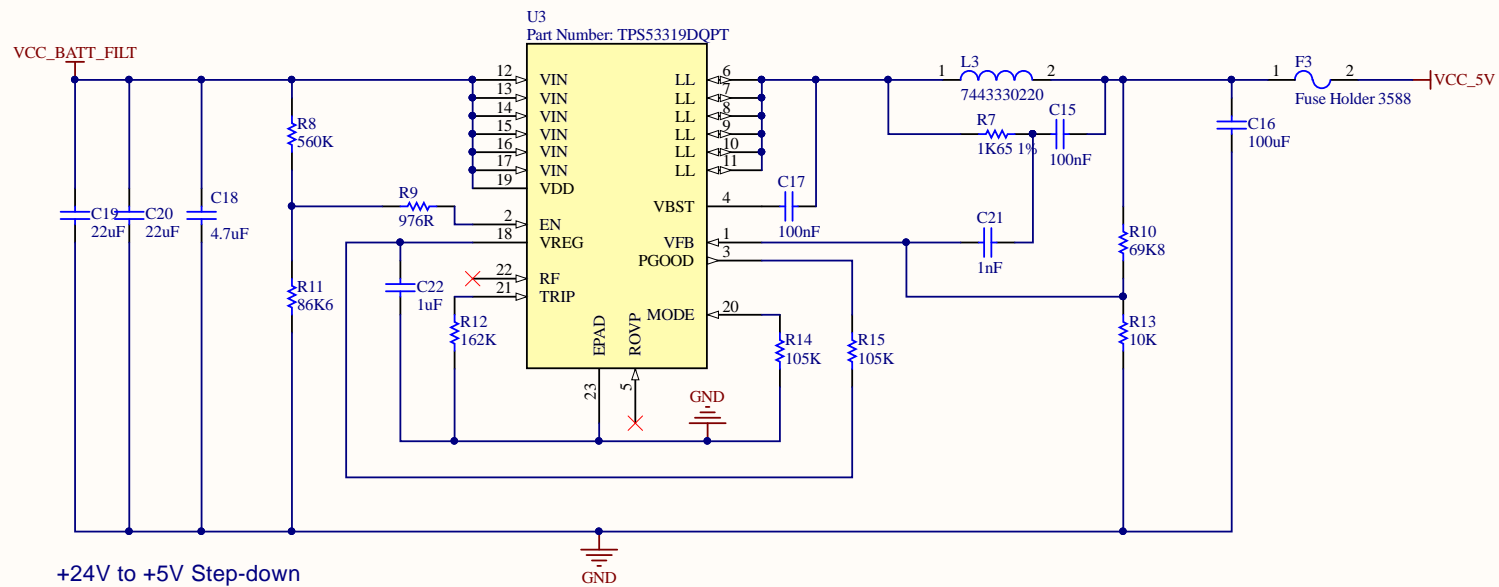 U3
Part Number: TPS53319DQPT
VCC_BATT_FILT
12 VIN
13 VIN
14 VIN
15 VIN
16 VIN
17 VIN
19 VDD
2 EN
18 VREG
22 RF
21 TRIP
LL 6
LL 7
LL 8
LL 9
LL 10
LL 11
VBST 4
VFB 1
PGOOD 3
MODE 20
EPAD 23
ROVP 5
R8
560K
R9
976R
C19
22uF
C20
22uF
C18
4.7uF
R11
86K6
C22
1uF
R12
162K
C17
100nF
R14
105K
R15
105K
GND
1 L3 2
7443330220
R7
1K65 1%
C15
100nF
C21
1nF
R10
69K8
R13
10K
C16
100uF
1 F3 2
Fuse Holder 3588
VCC_5V
GND
+24V to +5V Step-down